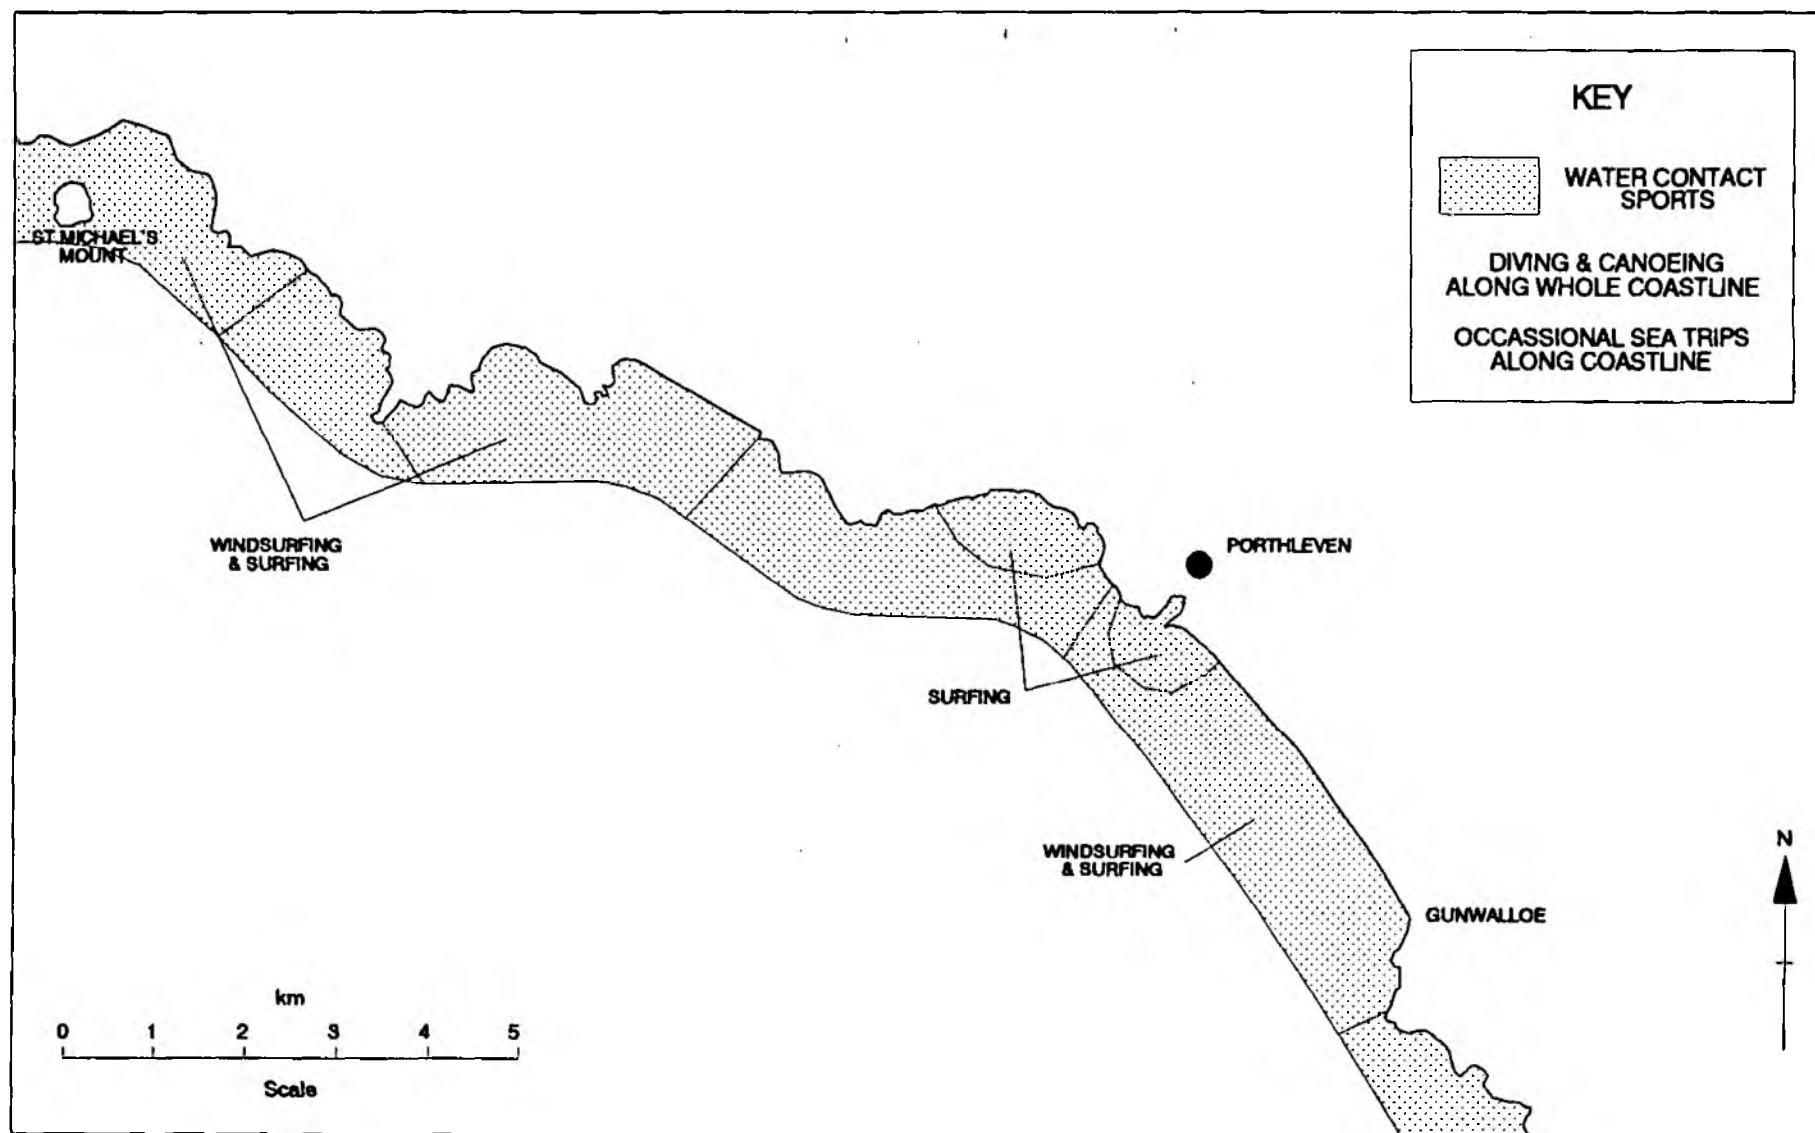 KEY
WATER CONTACT
SPORTS
DIVING & CANOEING
ALONG WHOLE COASTLINE
OCCASSIONAL SEA TRIPS
ALONG COASTLINE
ST.MICHAEL'S
MOUNT
WINDSURFING
& SURFING
PORTHLEVEN
SURFING
WINDSURFING
& SURFING
GUNWALLOE
N
km
0 1 2 3 4 5
Scale